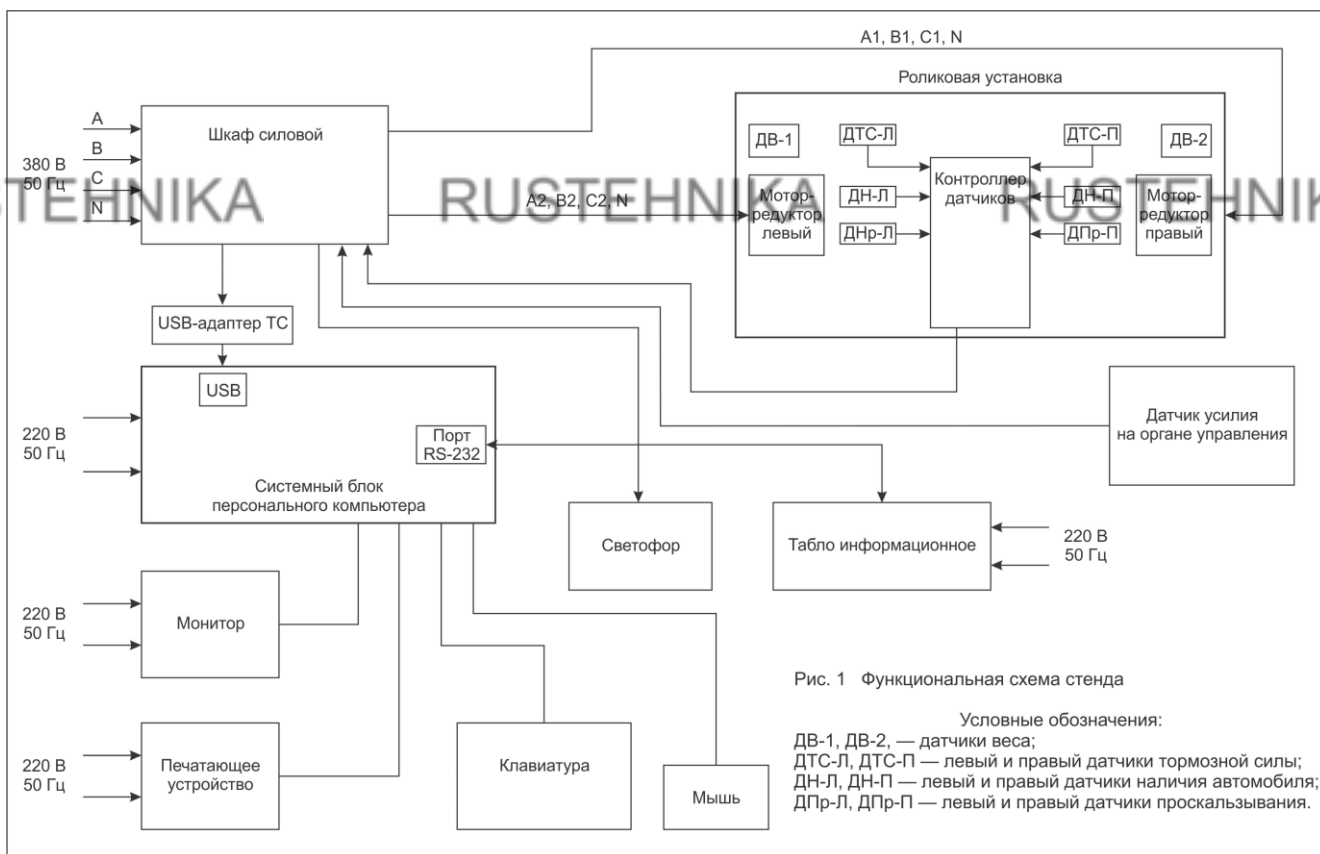 A1, B1, C1, N
Роликовая установка
A
B
C
N
380 В
50 Гц
Шкаф силовой
ДВ-1
ДТС-Л
ДТС-П
ДВ-2
Контроллер
датчиков
Мотор-
редуктор
левый
ДН-Л
ДНр-Л
ДН-П
ДПр-П
Мотор-
редуктор
правый
STEHNIKA
RUSTEHNIKA
RUSTEHNIK
A2, B2, C2, N
USB-адаптер ТС
USB
220 В
50 Гц
Порт
RS-232
Системный блок
персонального компьютера
Датчик усилия
на органе управления
Светофор
Табло информационное
220 В
50 Гц
220 В
50 Гц
Монитор
220 В
50 Гц
Печатающее
устройство
Клавиатура
Мышь
Рис. 1 Функциональная схема стенда
Условные обозначения:
ДВ-1, ДВ-2, — датчики веса;
ДТС-Л, ДТС-П — левый и правый датчики тормозной силы;
ДН-Л, ДН-П — левый и правый датчики наличия автомобиля;
ДПр-Л, ДПр-П — левый и правый датчики проскальзывания.